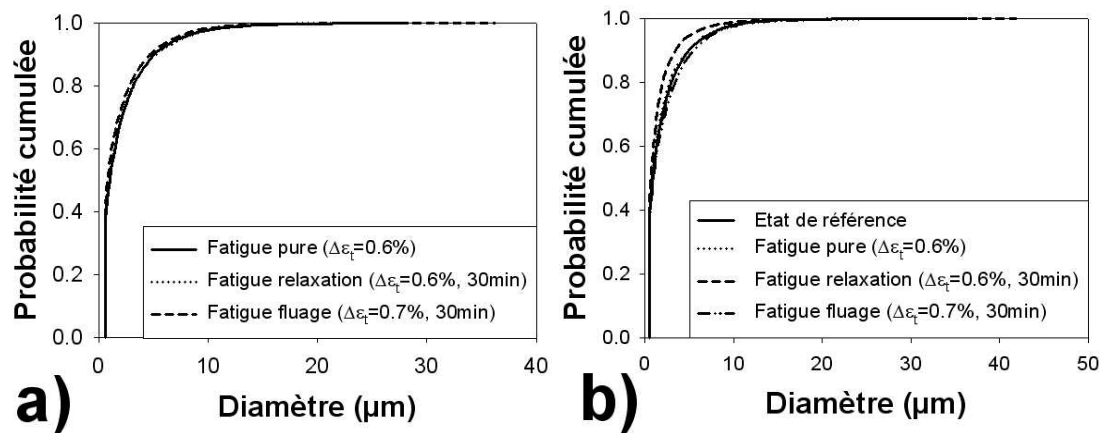 Probabilité cumulée
1.0
0.8
0.6
0.4
0.2
0.0
Fatigue pure (Δεt=0.6%)
Fatigue relaxation (Δεt=0.6%, 30min)
Fatigue fluage (Δεt=0.7%, 30min)
0 10 20 30 40
Diamètre (µm)
a)
Probabilité cumulée
1.0
0.8
0.6
0.4
0.2
0.0
Etat de référence
Fatigue pure (Δεt=0.6%)
Fatigue relaxation (Δεt=0.6%, 30min)
Fatigue fluage (Δεt=0.7%, 30min)
0 10 20 30 40 50
Diamètre (µm)
b)